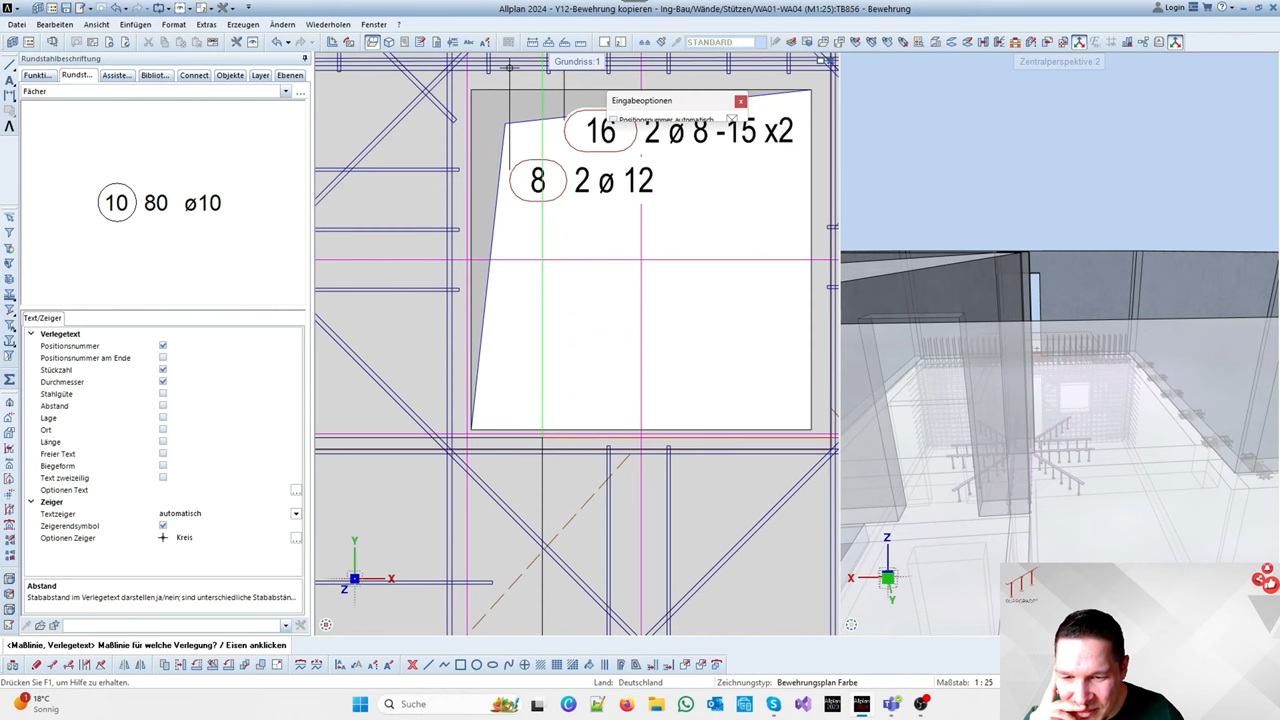 Allplan 2024 - Y12-Bewehrung kopieren - Ing-Bau/Wände/Stützen/WA01-WA04 (M1:25):TB856 - Bewehrung
Login
Datei Bearbeiten Ansicht Einfügen Format Extras Erzeugen Ändern Wiederholen Fenster ?
STANDARD
Rundstahlbeschriftung
Funkti... Rundst... Assiste... Bibliot... Connect Objekte Layer Ebenen
Fächer
...
Grundriss:1
Zentralperspektive:2
Eingabeoptionen
Positionsnummer automatisch
16 2 ø 8 -15 x2
8 2 ø 12
10 80 ø10
Text/Zeiger
Verlegetext
Positionsnummer
Positionsnummer am Ende
Stückzahl
Durchmesser
Stahlgüte
Abstand
Lage
Ort
Länge
Freier Text
Biegeform
Text zweizeilig
Optionen Text
Zeiger
Textzeiger automatisch
Zeigerendsymbol
Optionen Zeiger Kreis
Abstand
Stababstand im Verlegetext darstellen ja/nein; sind unterschiedliche Stababstän...
Y
X
Z
Z
X
Y
<Maßlinie, Verlegetext> Maßlinie für welche Verlegung? / Eisen anklicken
Drücken Sie F1, um Hilfe zu erhalten.
Land: Deutschland
Zeichnungstyp: Bewehrungsplan Farbe
Maßstab: 1 : 25
18°C
Sonnig
Suche